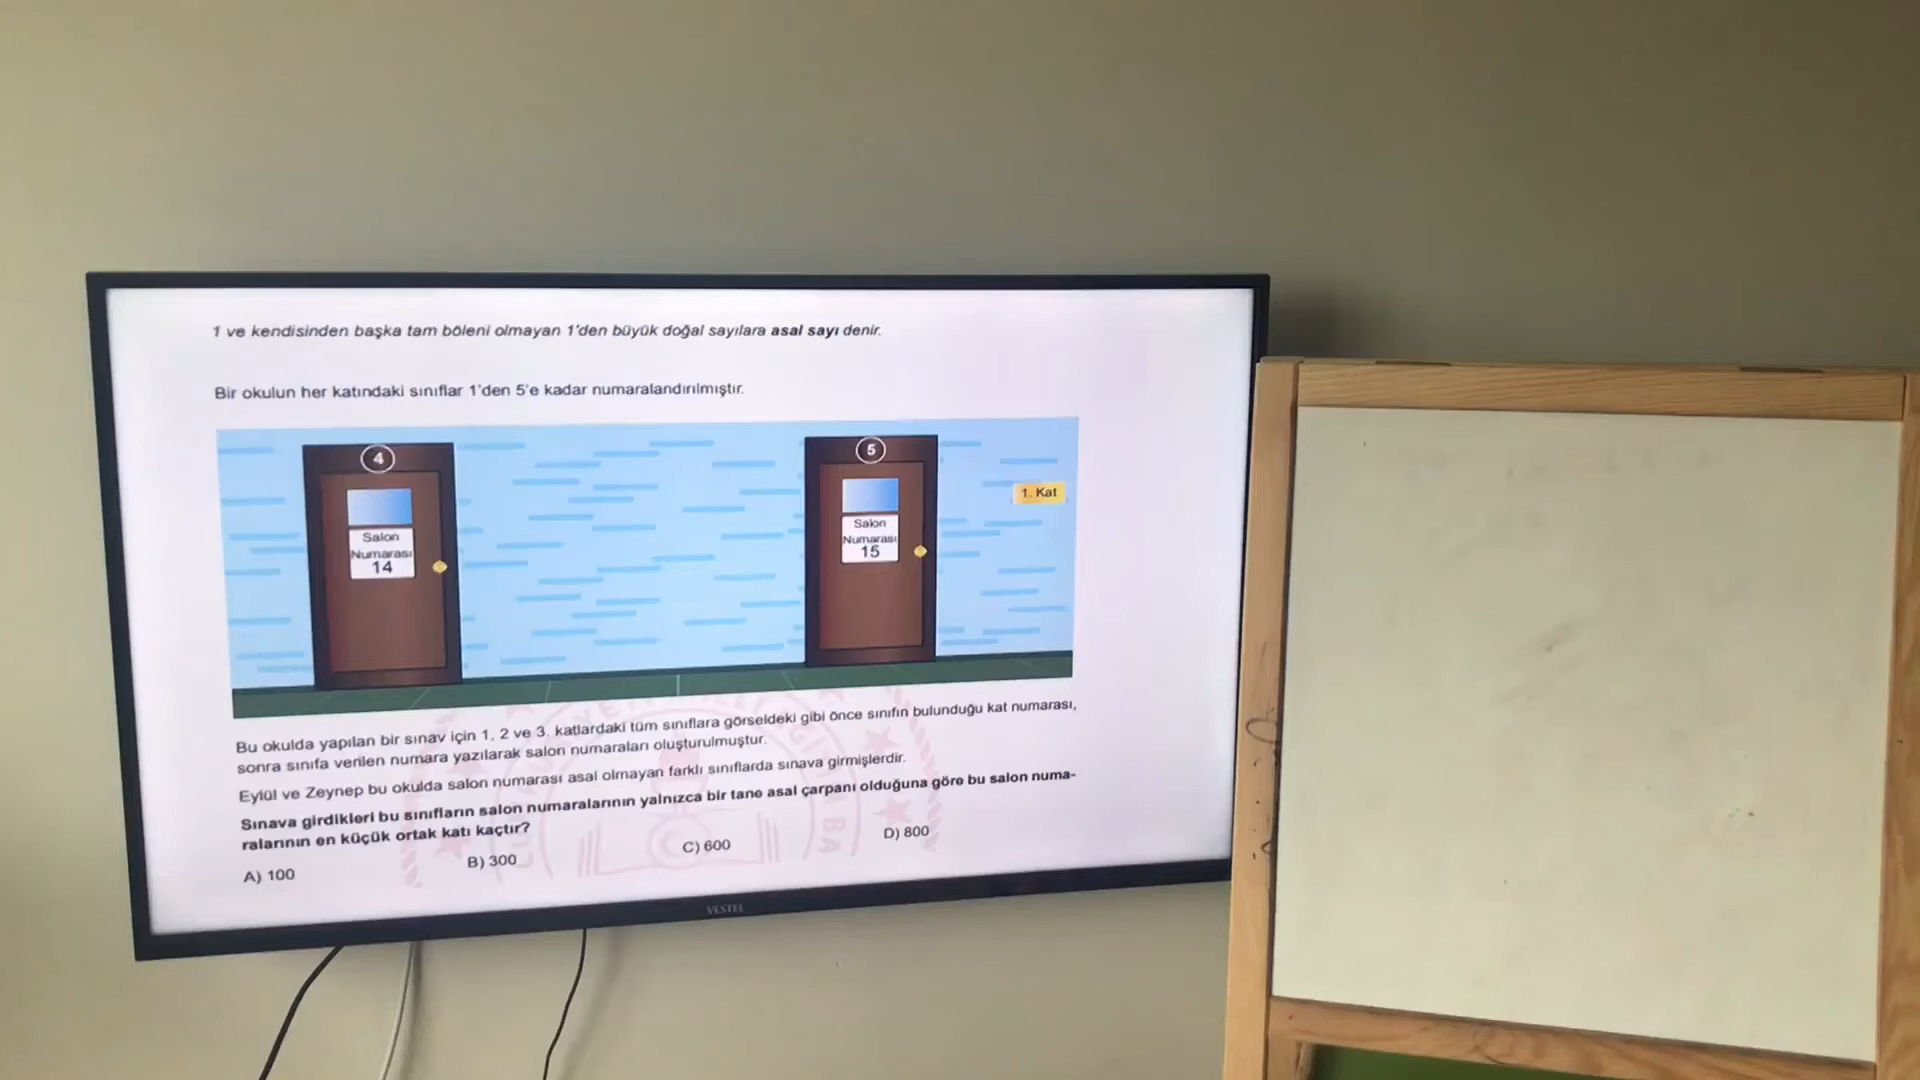 1 ve kendisinden başka tam böleni olmayan 1'den büyük doğal sayılara asal sayı denir.
Bir okulun her katındaki sınıflar 1'den 5'e kadar numaralandırılmıştır.
4
5
1. Kat
Salon
Numarası
14
Salon
Numarası
15
Bu okulda yapılan bir sınav için 1, 2 ve 3. katlardaki tüm sınıflara görseldeki gibi önce sınıfın bulunduğu kat numarası,
sonra sınıfa verilen numara yazılarak salon numaraları oluşturulmuştur.
Eylül ve Zeynep bu okulda salon numarası asal olmayan farklı sınıflarda sınava girmişlerdir.
Sınava girdikleri bu sınıfların salon numaralarının yalnızca bir tane asal çarpanı olduğuna göre bu salon numa-
ralarının en küçük ortak katı kaçtır?
A) 100
B) 300
C) 600
D) 800
VESTEL